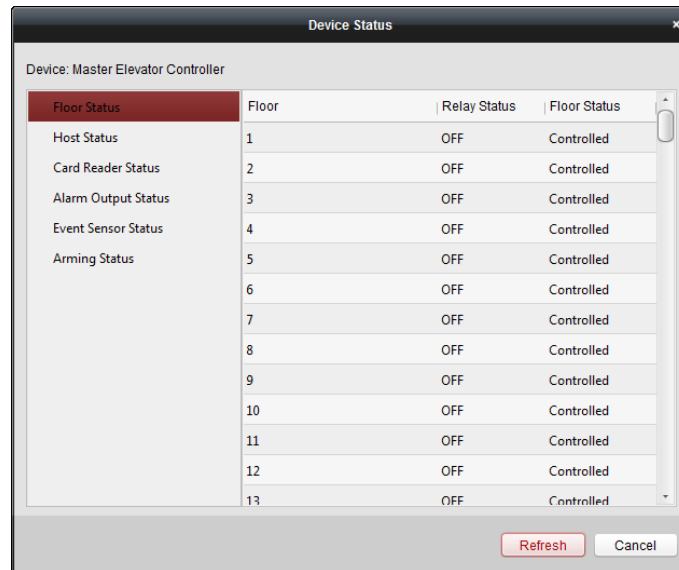 Device Status
×
Device: Master Elevator Controller
Floor Status
Host Status
Card Reader Status
Alarm Output Status
Event Sensor Status
Arming Status
Floor Relay Status Floor Status
1 OFF Controlled
2 OFF Controlled
3 OFF Controlled
4 OFF Controlled
5 OFF Controlled
6 OFF Controlled
7 OFF Controlled
8 OFF Controlled
9 OFF Controlled
10 OFF Controlled
11 OFF Controlled
12 OFF Controlled
13 OFF Controlled
Refresh Cancel